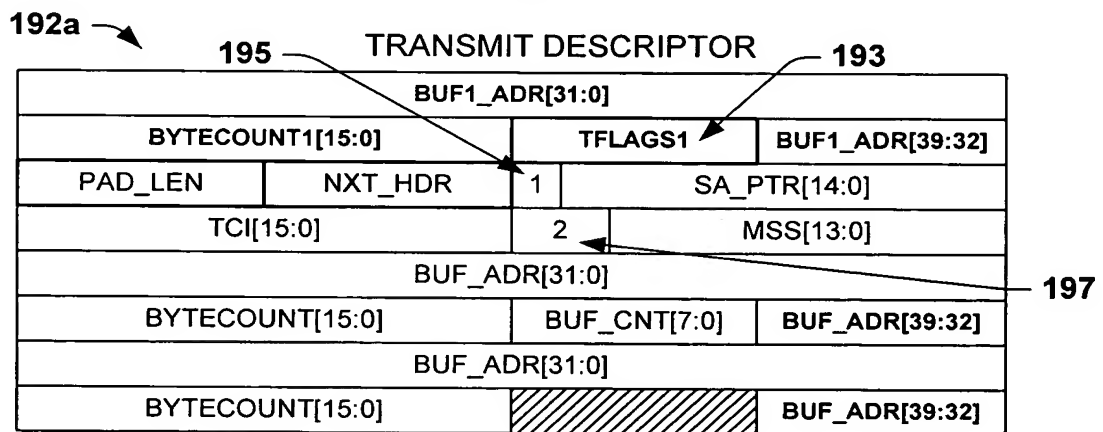 192a
TRANSMIT DESCRIPTOR
195
193
BUF1_ADR[31:0]
BYTECOUNT1[15:0] TFLAGS1 BUF1_ADR[39:32]
PAD_LEN NXT_HDR 1 SA_PTR[14:0]
TCI[15:0] 2 MSS[13:0]
BUF_ADR[31:0]
197
BYTECOUNT[15:0] BUF_CNT[7:0] BUF_ADR[39:32]
BUF_ADR[31:0]
BYTECOUNT[15:0] BUF_ADR[39:32]